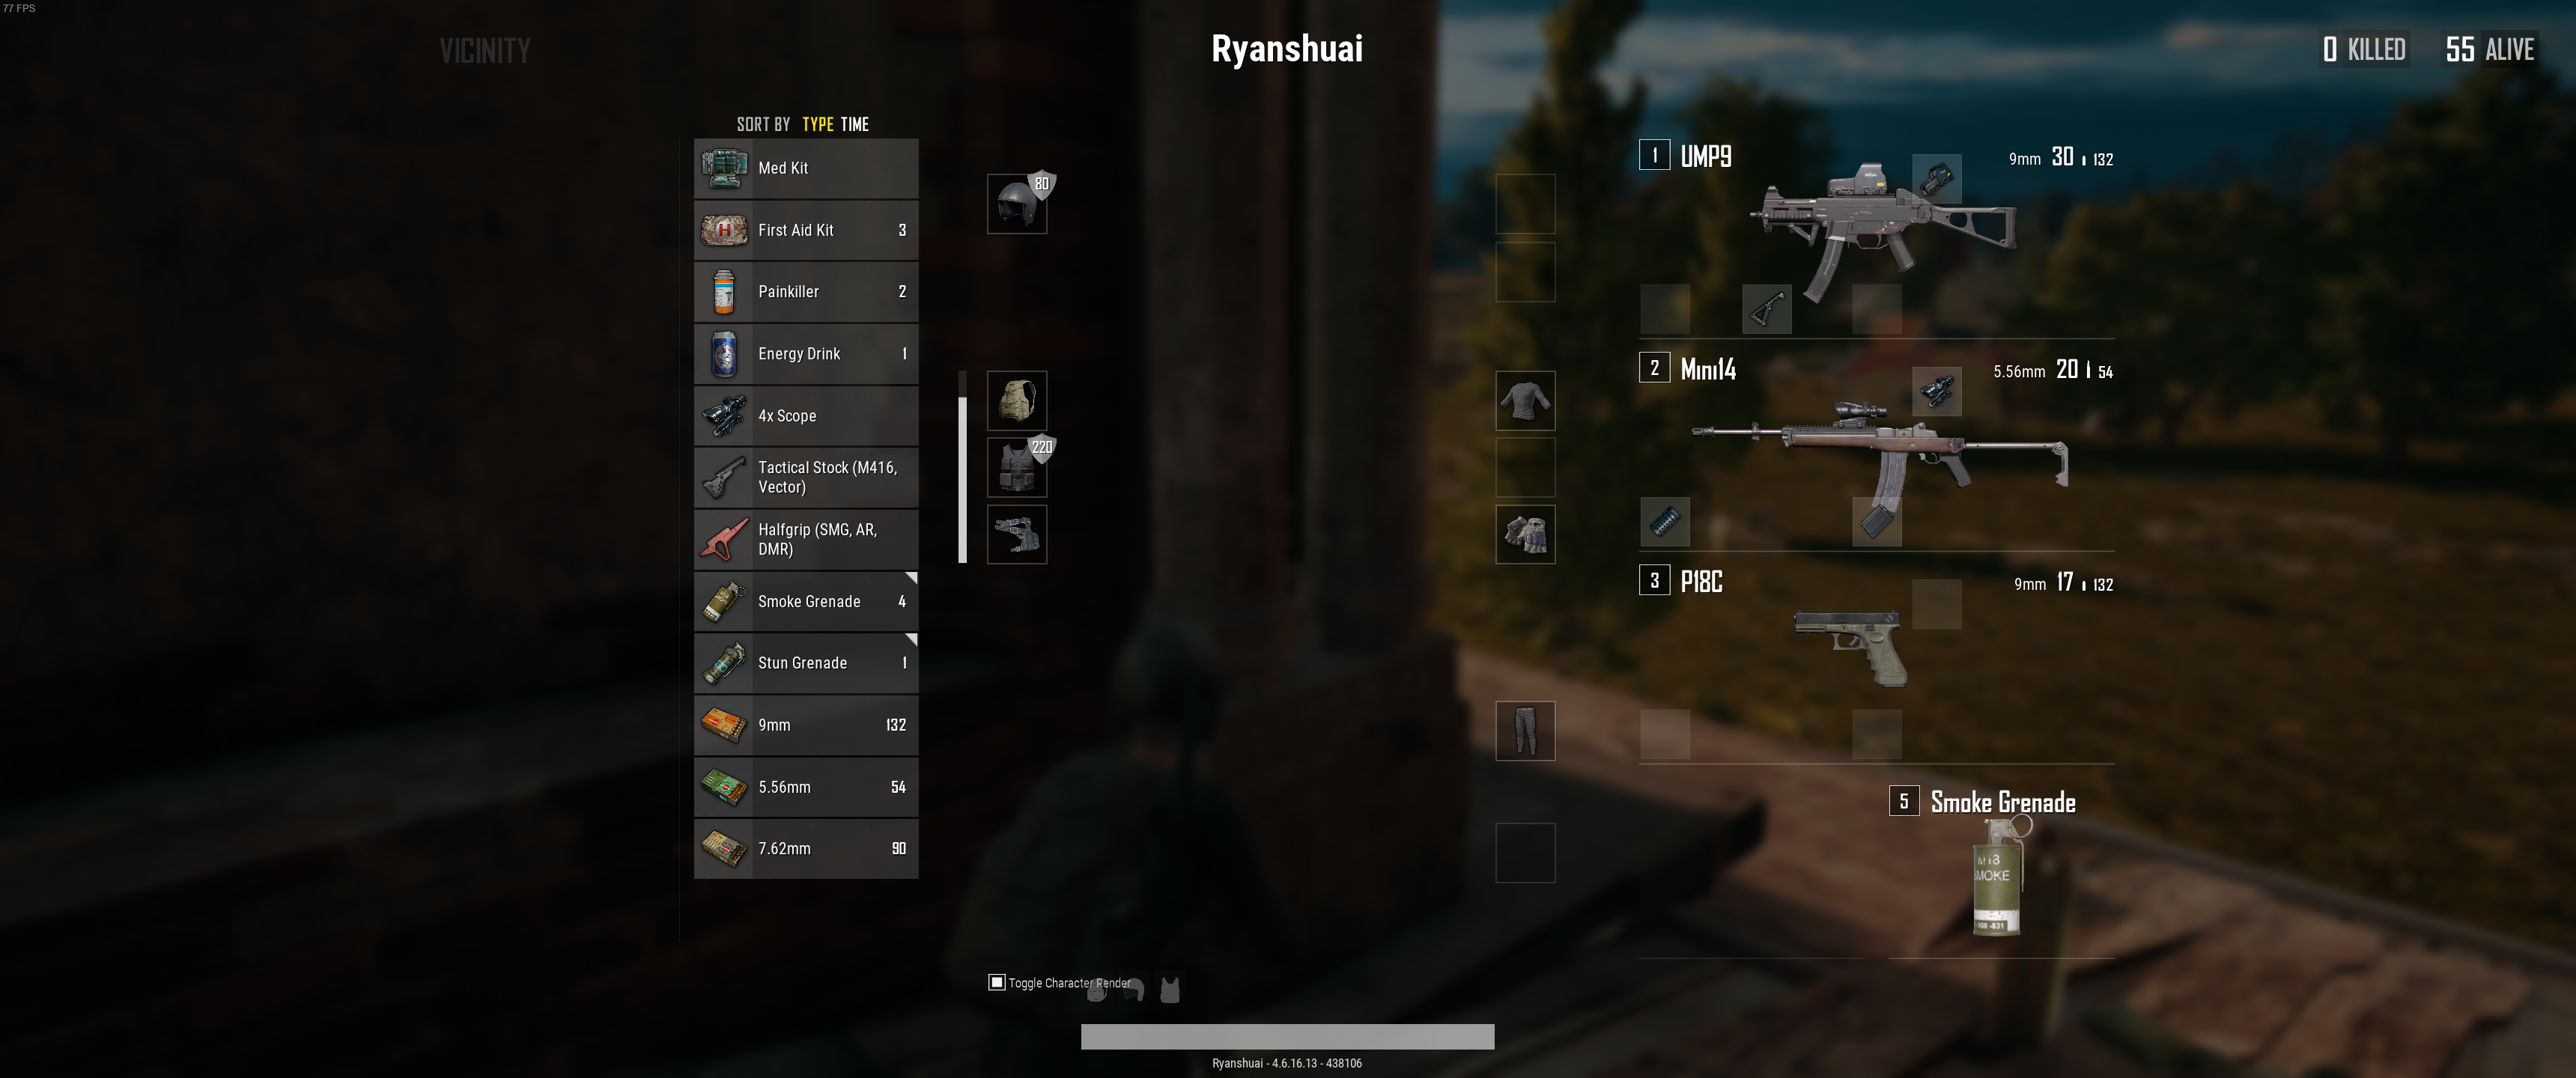 77 FPS
VICINITY
Ryanshuai
0 KILLED 55 ALIVE
SORT BY TYPE TIME
Med Kit
First Aid Kit 3
Painkiller 2
Energy Drink 1
4x Scope
Tactical Stock (M416,
Vector)
Halfgrip (SMG, AR,
DMR)
Smoke Grenade 4
Stun Grenade 1
9mm 132
5.56mm 54
7.62mm 90
80
220
1 UMP9 9mm 30 132
2 Mini14 5.56mm 20 54
3 P18C 9mm 17 132
5 Smoke Grenade
M18
SMOKE
Toggle Character Render
Ryanshuai - 4.6.16.13 - 438106